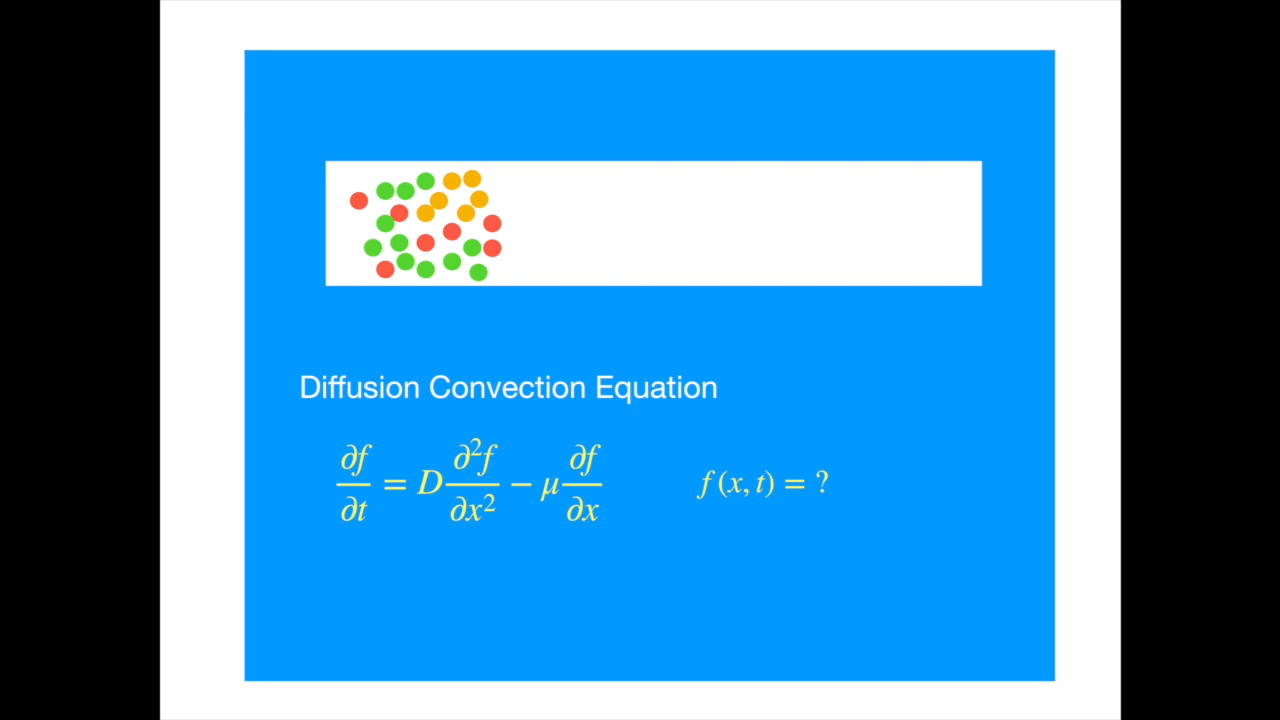 Diffusion Convection Equation
∂f/∂t = D ∂²f/∂x² − μ ∂f/∂x    f(x, t) = ?